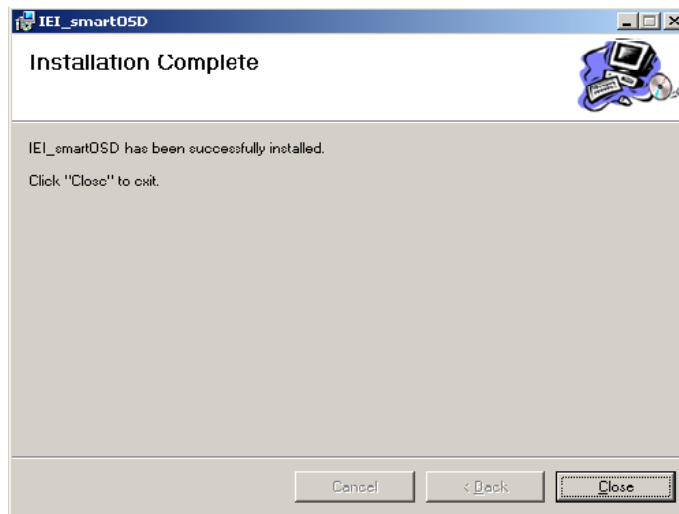 IEI_smartOSD
Installation Complete
IEI_smartOSD has been successfully installed.
Click "Close" to exit.
Cancel
< Back
Close